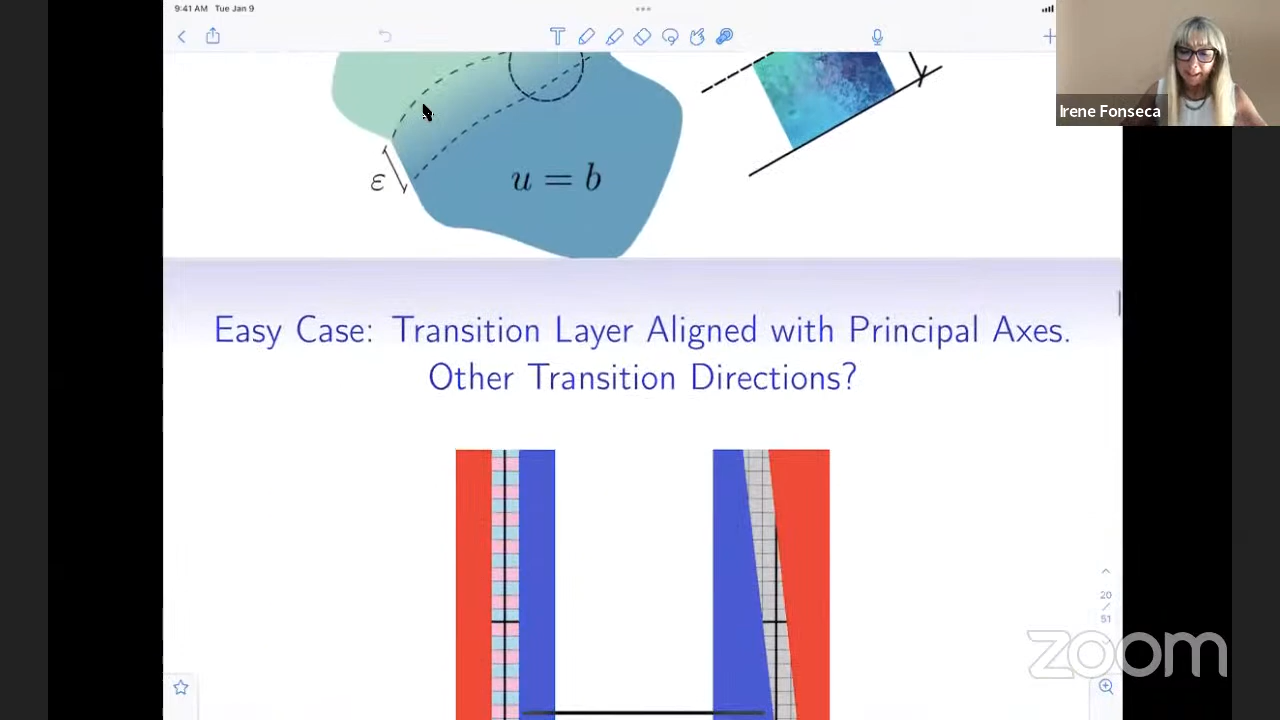 9:41 AM Tue Jan 9
Irene Fonseca
ε
u = b
Easy Case: Transition Layer Aligned with Principal Axes.
Other Transition Directions?
20
/
51
zoom